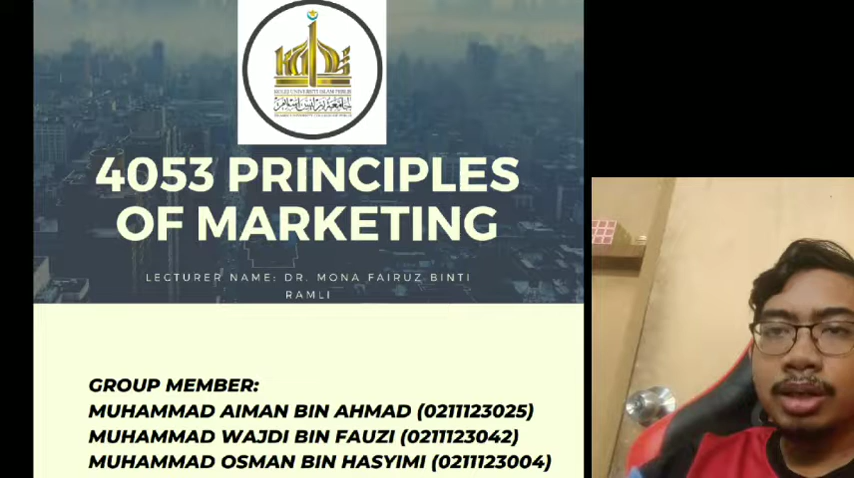 4053 PRINCIPLES
OF MARKETING
LECTURER NAME: DR. MONA FAIRUZ BINTI
RAMLI
GROUP MEMBER:
MUHAMMAD AIMAN BIN AHMAD (0211123025)
MUHAMMAD WAJDI BIN FAUZI (0211123042)
MUHAMMAD OSMAN BIN HASYIMI (0211123004)